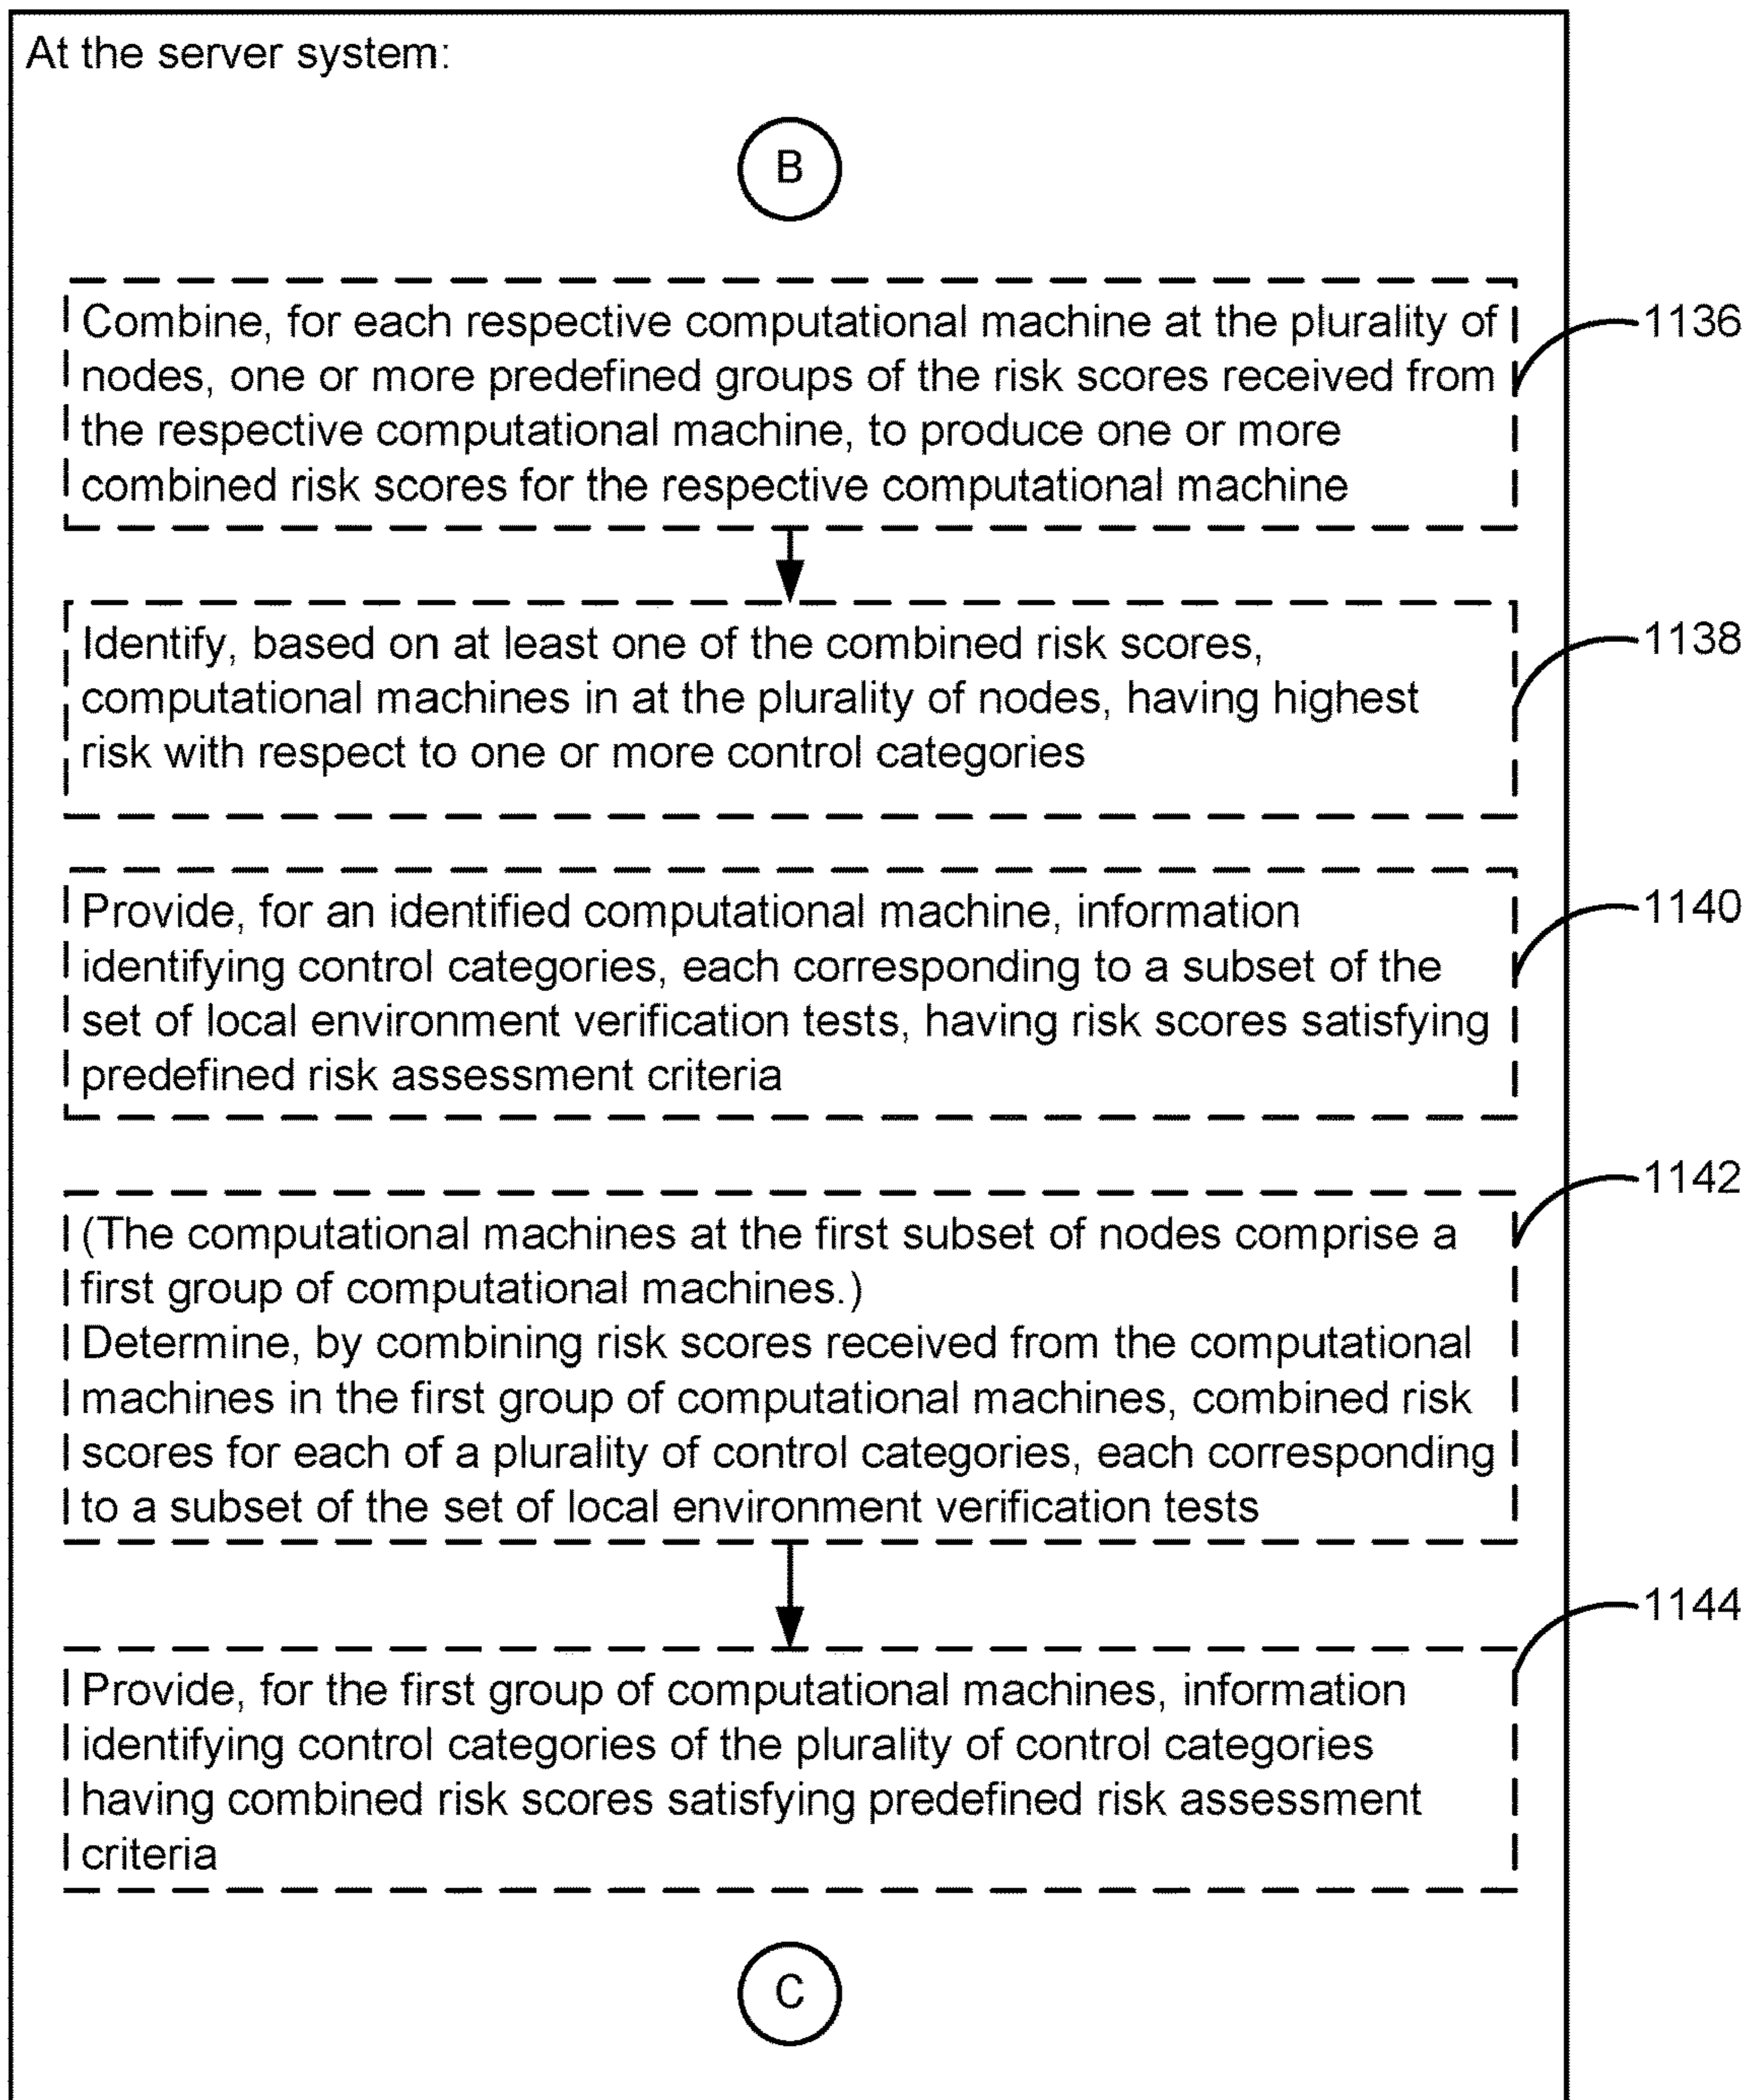 At the server system:
B
Combine, for each respective computational machine at the plurality of
nodes, one or more predefined groups of the risk scores received from
the respective computational machine, to produce one or more
combined risk scores for the respective computational machine
1136
Identify, based on at least one of the combined risk scores,
computational machines in at the plurality of nodes, having highest
risk with respect to one or more control categories
1138
Provide, for an identified computational machine, information
identifying control categories, each corresponding to a subset of the
set of local environment verification tests, having risk scores satisfying
predefined risk assessment criteria
1140
(The computational machines at the first subset of nodes comprise a
first group of computational machines.)
Determine, by combining risk scores received from the computational
machines in the first group of computational machines, combined risk
scores for each of a plurality of control categories, each corresponding
to a subset of the set of local environment verification tests
1142
Provide, for the first group of computational machines, information
identifying control categories of the plurality of control categories
having combined risk scores satisfying predefined risk assessment
criteria
1144
C